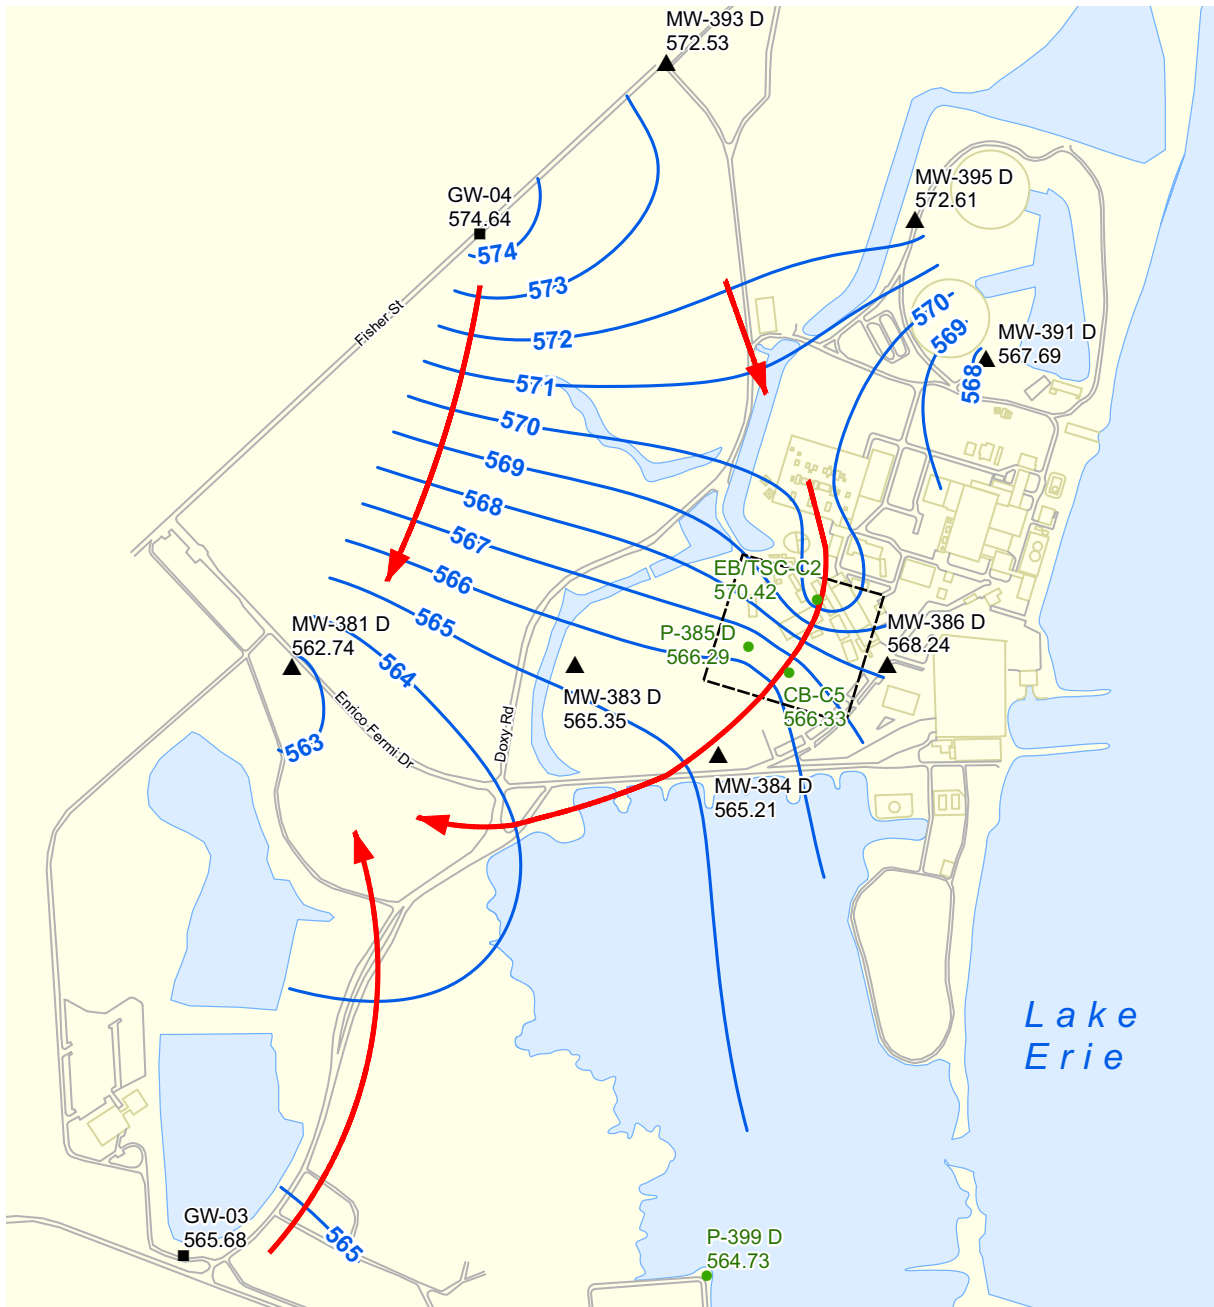 MW-393 D
572.53
MW-395 D
572.61
GW-04
574.64
574
573
Fisher St
572
570
569
MW-391 D
567.69
568
571
570
569
568
567
566
EB/TSC-C2
570.42
565
MW-381 D
562.74
P-385 D
566.29
MW-386 D
568.24
564
MW-383 D
565.35
CB-C5
566.33
563
Enrico Fermi Dr
Doxy Rd
MW-384 D
565.21
Lake
Erie
GW-03
565.68
565
P-399 D
564.73